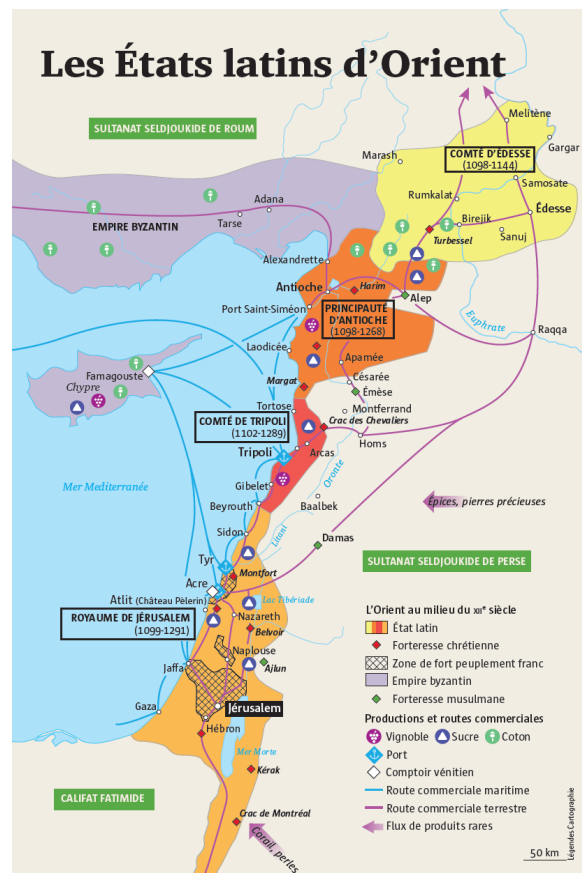 Les États latins d'Orient
Melitène
SULTANAT SELDJOUKIDE DE ROUM
Gargar
Marash
COMTÉ D'ÉDESSE
(1098-1144)
Samosate
Rumkalat
Adana
Édesse
Birejik
Tarse
EMPIRE BYZANTIN
Turbessel
Sanuj
Alexandrette
Antioche
Harim
Alep
Port Saint-Siméon
PRINCIPAUTÉ
D'ANTIOCHE
(1098-1268)
Euphrate
Raqqa
Laodicée
Apamée
Famagouste
Césarée
Chypre
Margat
Émèse
Tortose
Montferrand
COMTÉ DE TRIPOLI
(1102-1289)
Crac des Chevaliers
Homs
Tripoli
Arcas
Oronte
Gibelet
Mer Mediterranée
Baalbek
Beyrouth
Épices, pierres précieuses
Sidon
Litani
Damas
Tyr
SULTANAT SELDJOUKIDE DE PERSE
Montfort
Acre
Atlit (Château Pèlerin)
Lac Tibériade
ROYAUME DE JÉRUSALEM
(1099-1291)
Nazareth
Belvoir
Naplouse
Jaffa
Ajlun
Gaza
Jérusalem
Hébron
Mer Morte
Kérak
CALIFAT FATIMIDE
Crac de Montréal
Corail, perles
L'Orient au milieu du XIIe siècle
État latin
Forteresse chrétienne
Zone de fort peuplement franc
Empire byzantin
Forteresse musulmane
Productions et routes commerciales
Vignoble Sucre Coton
Port
Comptoir vénitien
Route commerciale maritime
Route commerciale terrestre
Flux de produits rares
50 km
Légendes Cartographie